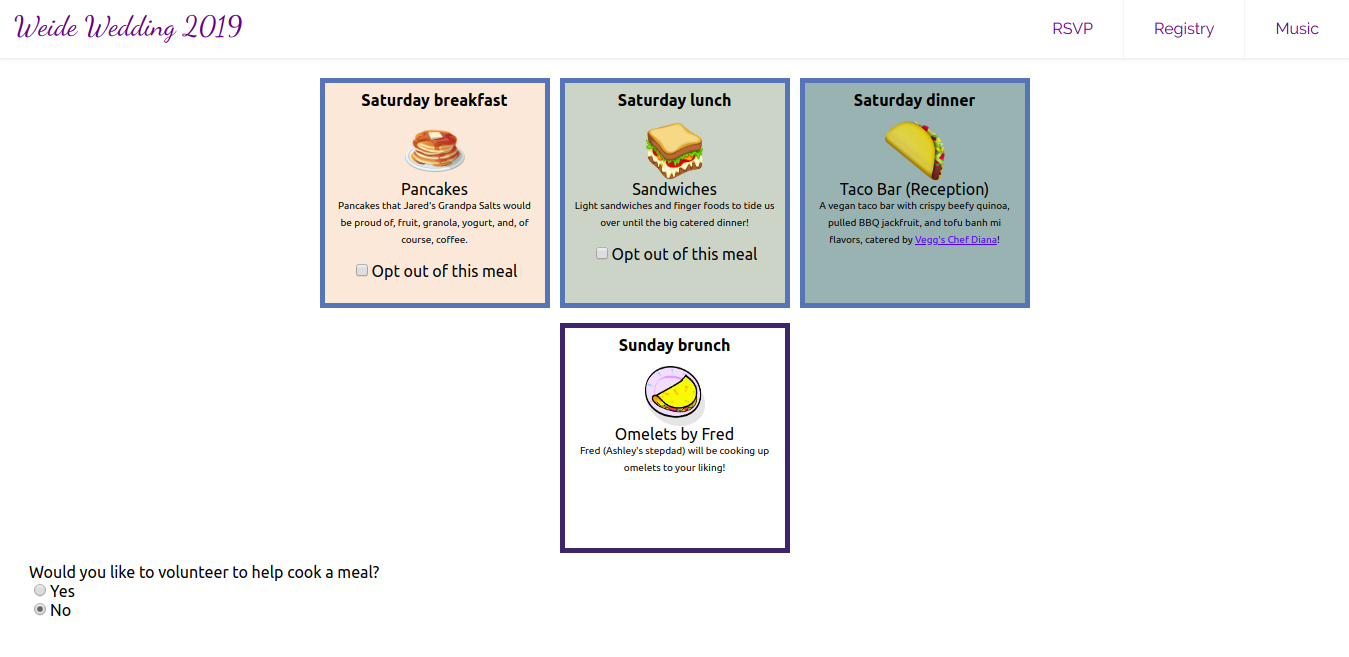 Weide Wedding 2019
RSVP
Registry
Music
Saturday breakfast
Pancakes
Pancakes that Jared's Grandpa Salts would
be proud of, fruit, granola, yogurt, and, of
course, coffee.
Opt out of this meal
Saturday lunch
Sandwiches
Light sandwiches and finger foods to tide us
over until the big catered dinner!
Opt out of this meal
Saturday dinner
Taco Bar (Reception)
A vegan taco bar with crispy beefy quinoa,
pulled BBQ jackfruit, and tofu banh mi
flavors, catered by Vegg's Chef Diana!
Sunday brunch
Omelets by Fred
Fred (Ashley's stepdad) will be cooking up
omelets to your liking!
Would you like to volunteer to help cook a meal?
Yes
No